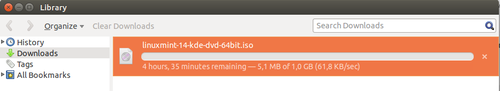 Library
Organize Clear Downloads Search Downloads
History
Downloads
Tags
All Bookmarks
linuxmint-14-kde-dvd-64bit.iso
4 hours, 35 minutes remaining — 5,1 MB of 1,0 GB (61,8 KB/sec)